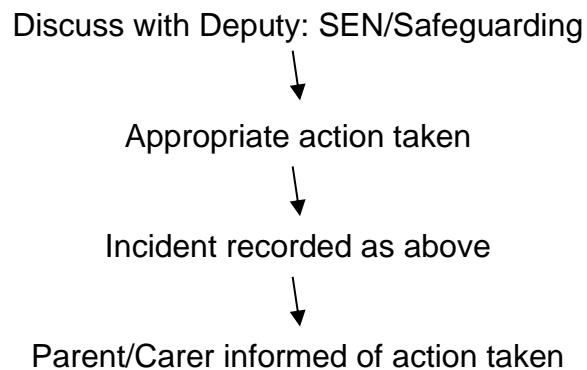 Discuss with Deputy: SEN/Safeguarding
Appropriate action taken
Incident recorded as above
Parent/Carer informed of action taken